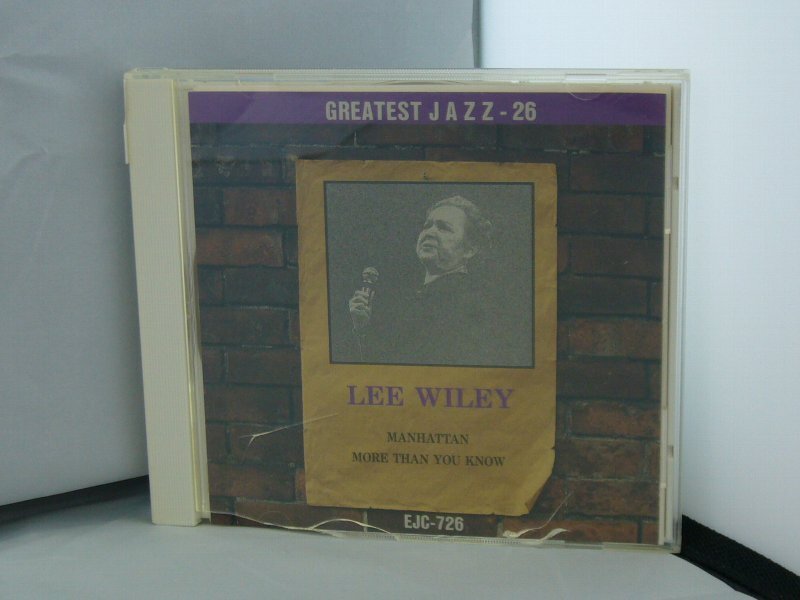 GREATEST JAZZ - 26
LEE WILEY
MANHATTAN
MORE THAN YOU KNOW
EJC-726